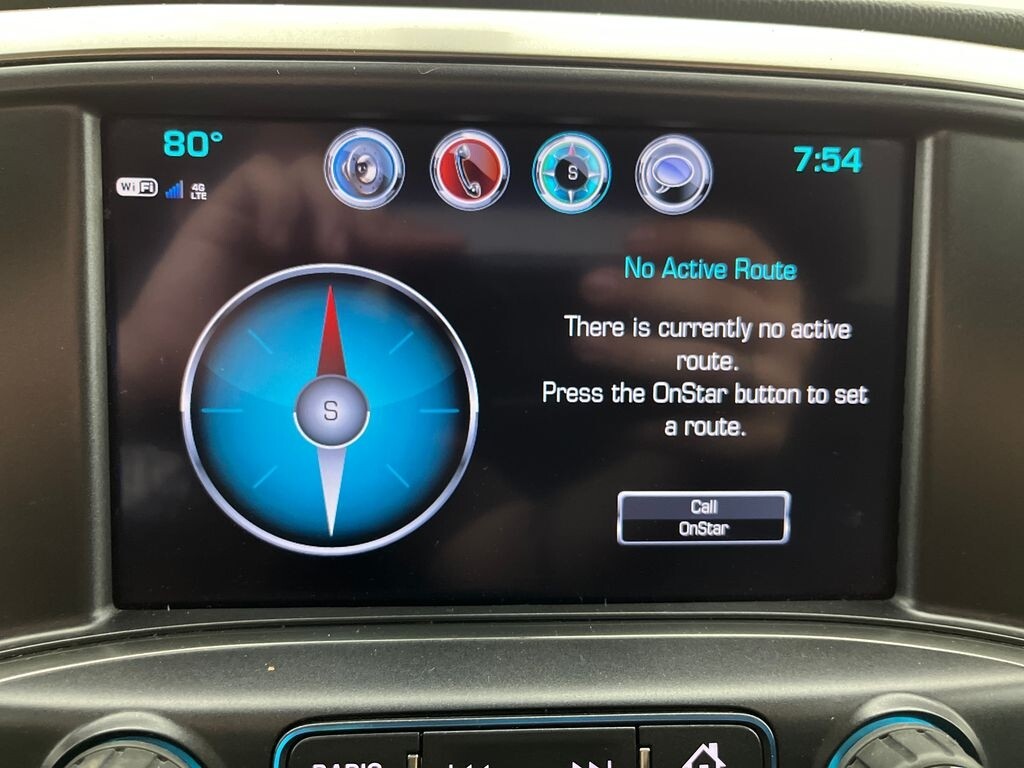 80°
7:54
WiFi
4G
LTE
S
No Active Route
There is currently no active
route.
Press the OnStar button to set
a route.
S
Call
OnStar
RADIO